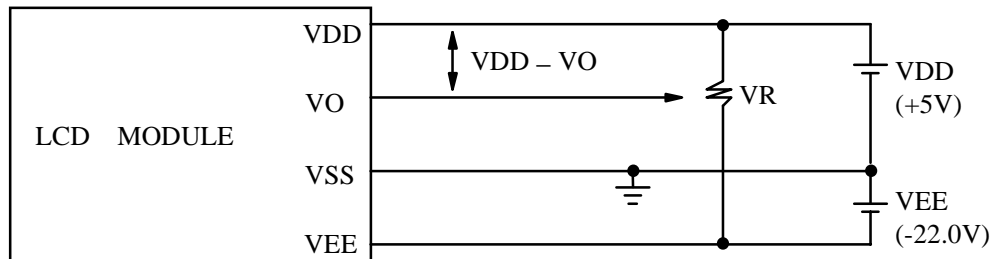 VDD
VDD – VO
VO
VR
VDD
(+5V)
LCD MODULE
VSS
VEE
(-22.0V)
VEE